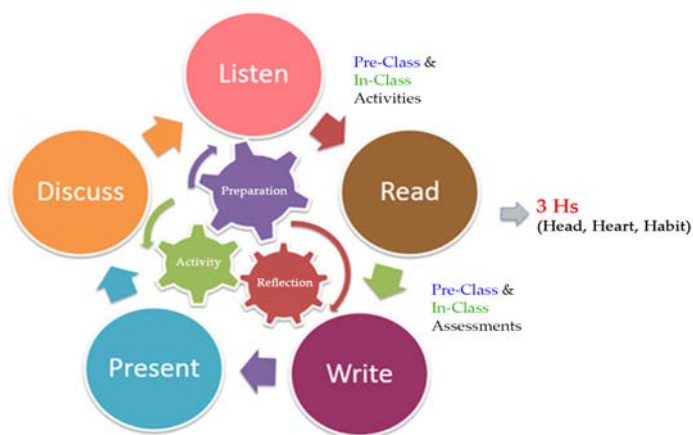 Listen
Pre-Class &
In-Class
Activities
Discuss
Preparation
Read
3 Hs
(Head, Heart, Habit)
Activity
Reflection
Pre-Class &
In-Class
Assessments
Present
Write